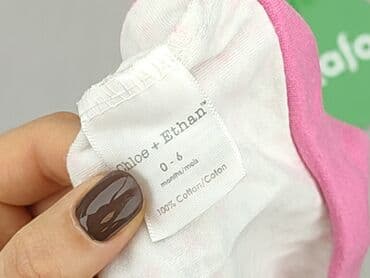 Chloe + Ethan™
0 - 6
months/mois
100% Cotton/Coton